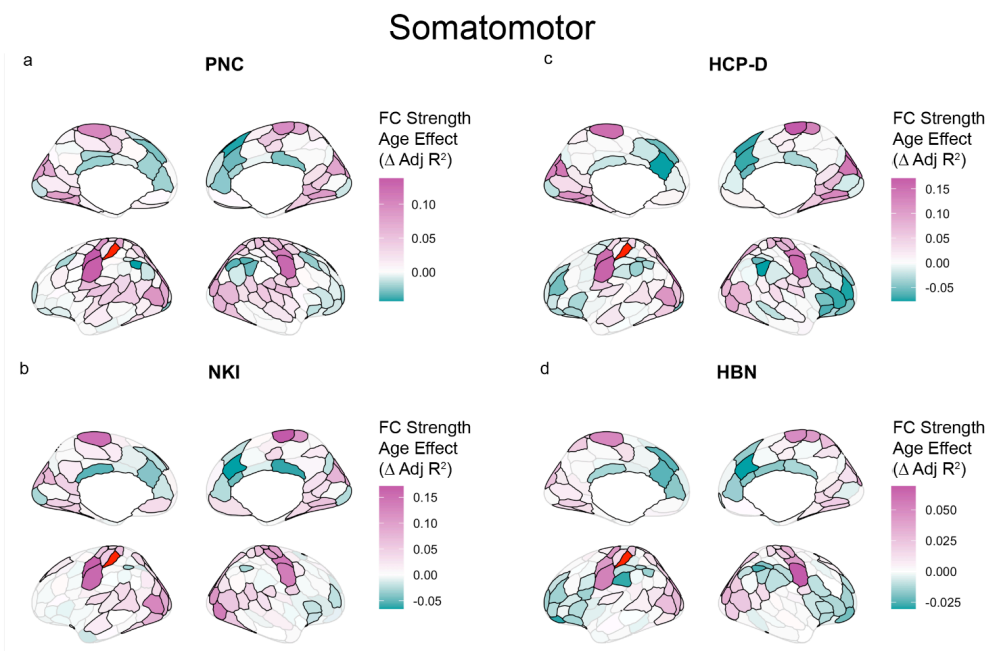 Somatomotor
a
PNC
FC Strength
Age Effect
(Δ Adj R²)
0.10
0.05
0.00
c
HCP-D
FC Strength
Age Effect
(Δ Adj R²)
0.15
0.10
0.05
0.00
-0.05
b
NKI
FC Strength
Age Effect
(Δ Adj R²)
0.15
0.10
0.05
0.00
-0.05
d
HBN
FC Strength
Age Effect
(Δ Adj R²)
0.050
0.025
0.000
-0.025